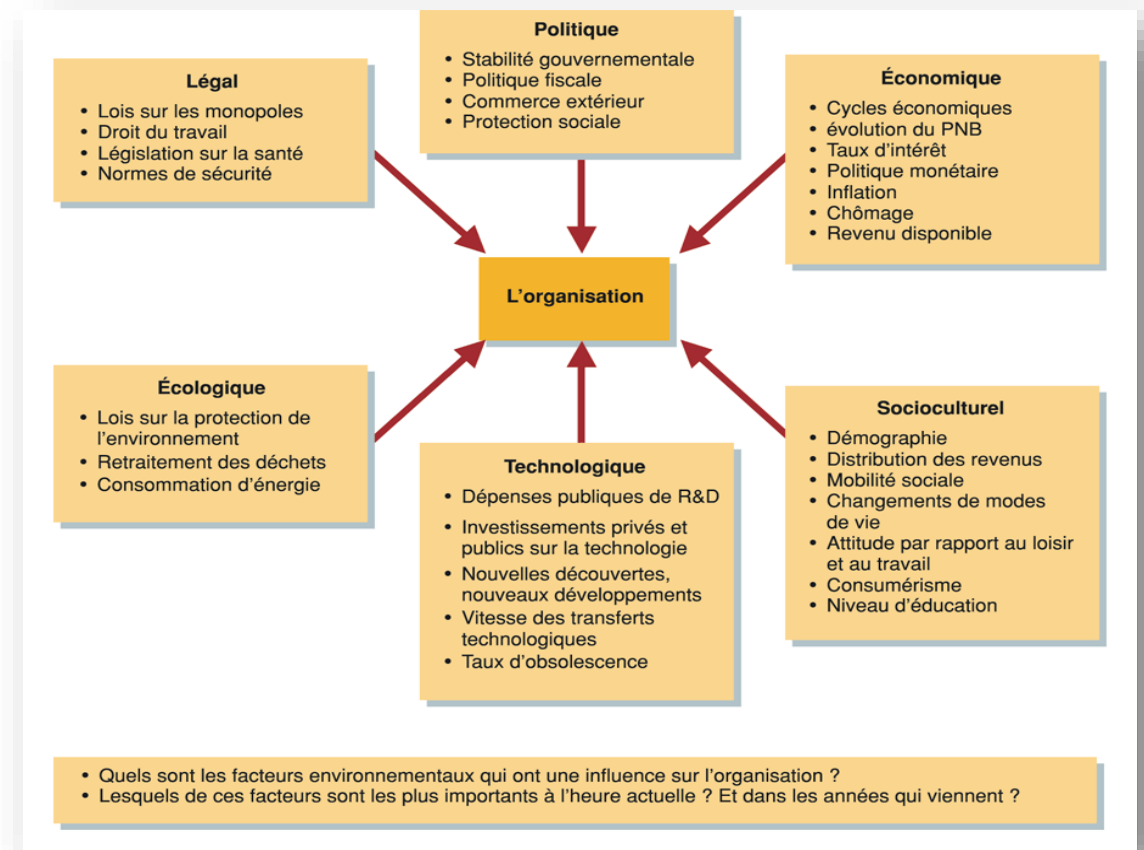 Politique
• Stabilité gouvernementale
• Politique fiscale
• Commerce extérieur
• Protection sociale
Légal
• Lois sur les monopoles
• Droit du travail
• Législation sur la santé
• Normes de sécurité
Économique
• Cycles économiques
• évolution du PNB
• Taux d'intérêt
• Politique monétaire
• Inflation
• Chômage
• Revenu disponible
L'organisation
Écologique
• Lois sur la protection de
l'environnement
• Retraitement des déchets
• Consommation d'énergie
Technologique
• Dépenses publiques de R&D
• Investissements privés et
publics sur la technologie
• Nouvelles découvertes,
nouveaux développements
• Vitesse des transferts
technologiques
• Taux d'obsolescence
Socioculturel
• Démographie
• Distribution des revenus
• Mobilité sociale
• Changements de modes
de vie
• Attitude par rapport au loisir
et au travail
• Consumérisme
• Niveau d'éducation
• Quels sont les facteurs environnementaux qui ont une influence sur l'organisation ?
• Lesquels de ces facteurs sont les plus importants à l'heure actuelle ? Et dans les années qui viennent ?